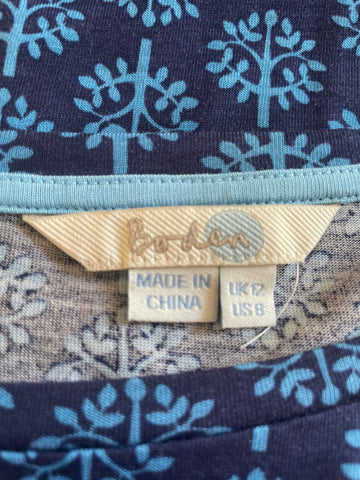 Boden
MADE IN
CHINA
UK 12
US 8